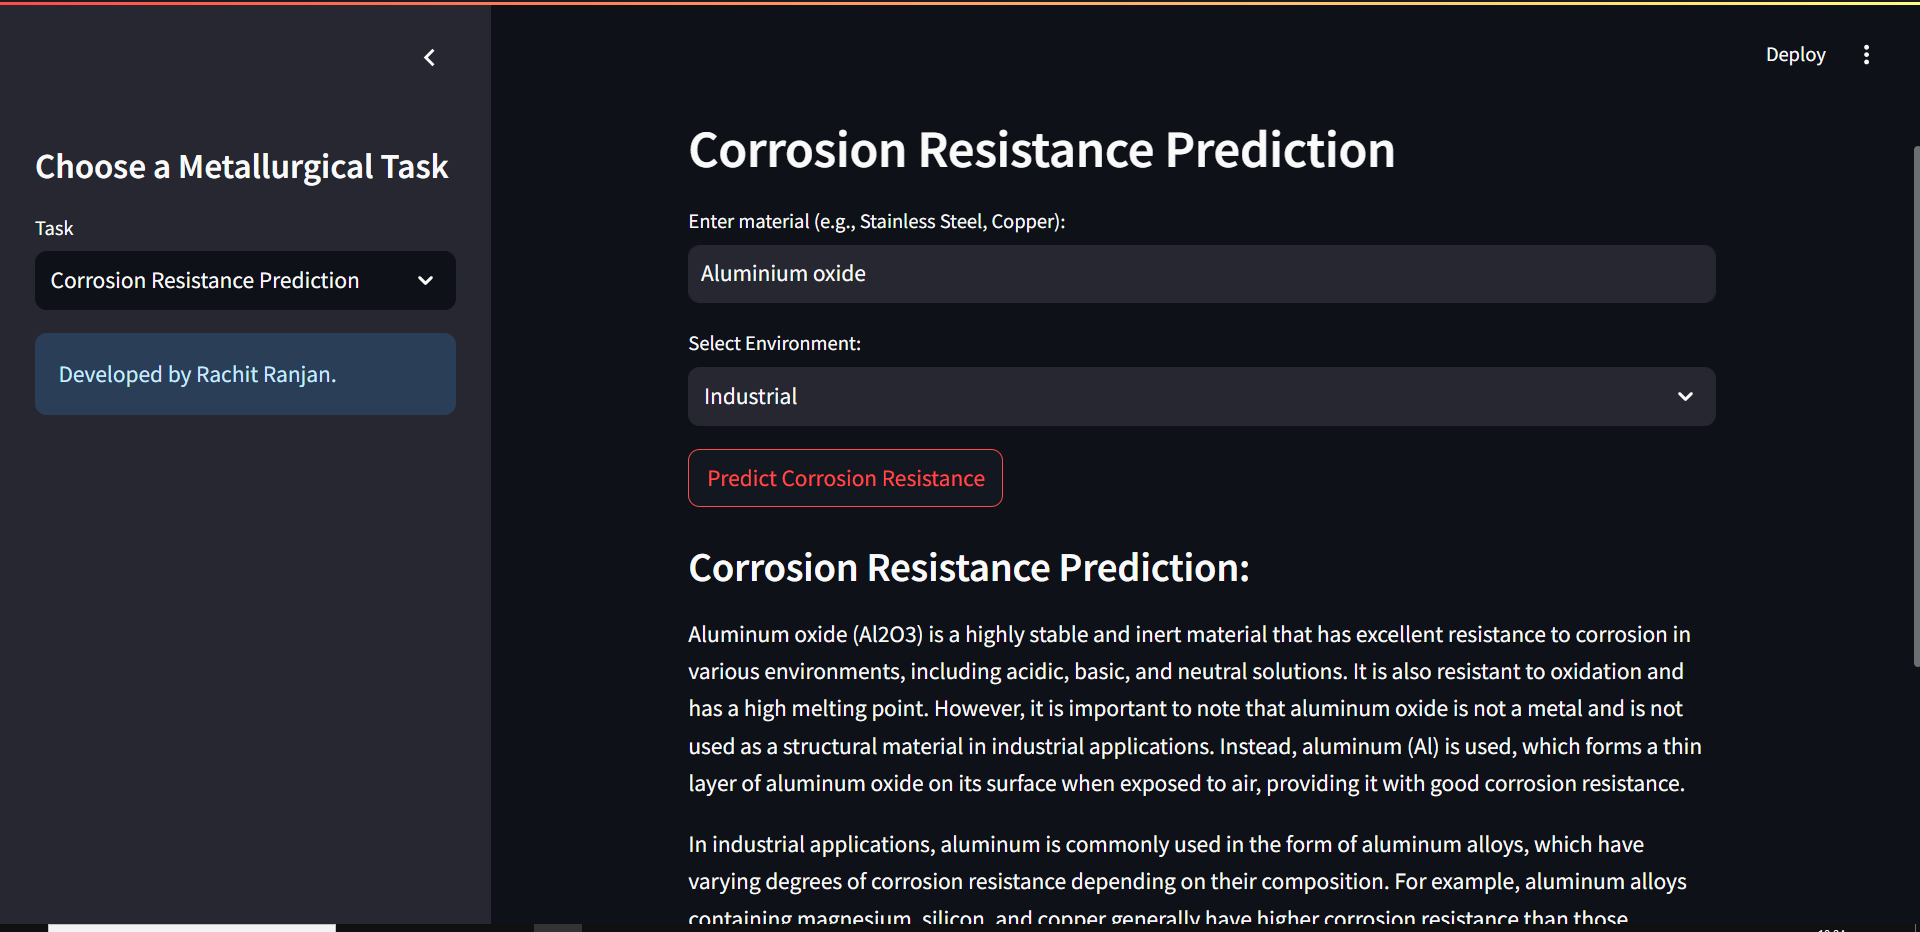 Deploy
Choose a Metallurgical Task
Task
Corrosion Resistance Prediction
Developed by Rachit Ranjan.
Corrosion Resistance Prediction
Enter material (e.g., Stainless Steel, Copper):
Aluminium oxide
Select Environment:
Industrial
Predict Corrosion Resistance
Corrosion Resistance Prediction:
Aluminum oxide (Al2O3) is a highly stable and inert material that has excellent resistance to corrosion in
various environments, including acidic, basic, and neutral solutions. It is also resistant to oxidation and
has a high melting point. However, it is important to note that aluminum oxide is not a metal and is not
used as a structural material in industrial applications. Instead, aluminum (Al) is used, which forms a thin
layer of aluminum oxide on its surface when exposed to air, providing it with good corrosion resistance.
In industrial applications, aluminum is commonly used in the form of aluminum alloys, which have
varying degrees of corrosion resistance depending on their composition. For example, aluminum alloys
containing magnesium, silicon, and copper generally have higher corrosion resistance than those